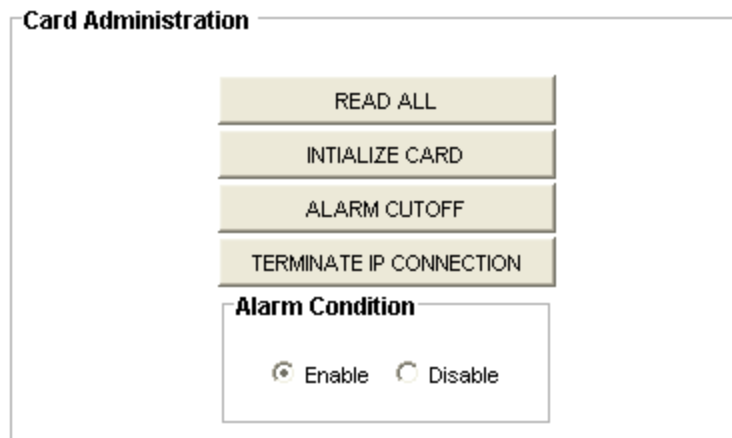 Card Administration
READ ALL
INTIALIZE CARD
ALARM CUTOFF
TERMINATE IP CONNECTION
Alarm Condition
Enable Disable